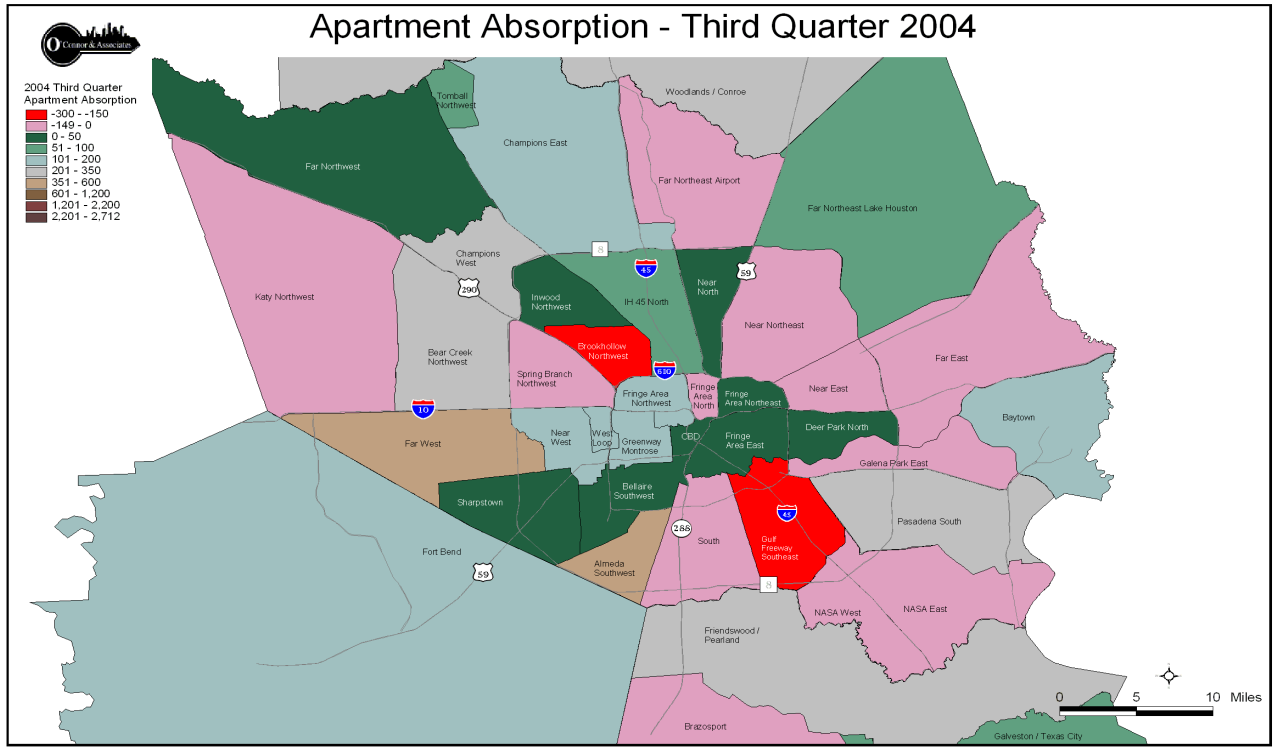 Apartment Absorption - Third Quarter 2004
O'Connor & Associates
2004 Third Quarter
Apartment Absorption
-300 - -150
-149 - 0
0 - 50
51 - 100
101 - 200
201 - 350
351 - 600
601 - 1,200
1,201 - 2,200
2,201 - 2,712
Woodlands / Conroe
Tomball
Northwest
Champions East
Far Northwest
Far Northeast Airport
Far Northeast Lake Houston
Champions
West
8
45
59
290
Near
North
Katy Northwest
Inwood
Northwest
IH 45 North
Near Northeast
Brookhollow
Northwest
Bear Creek
Northwest
Far East
610
Spring Branch
Northwest
Fringe Area
Northwest
Fringe
Area
North
Fringe
Area Northeast
Near East
10
Baytown
Far West
Near
West
West
Loop
Greenway
Montrose
CBD
Fringe
Area East
Deer Park North
Galena Park East
Sharpstown
Bellaire
Southwest
45
Pasadena South
288
South
Gulf
Freeway
Southeast
Fort Bend
59
Almeda
Southwest
8
NASA West
NASA East
Friendswood /
Pearland
0 5 10 Miles
Brazosport
Galveston / Texas City